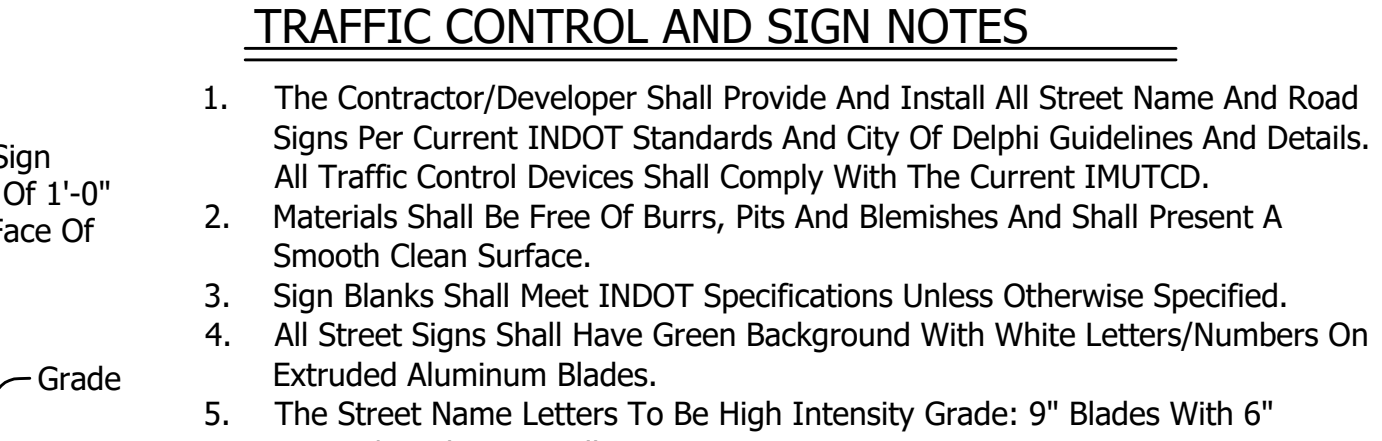 TRAFFIC CONTROL AND SIGN NOTES
1. The Contractor/Developer Shall Provide And Install All Street Name And Road
Signs Per Current INDOT Standards And City Of Delphi Guidelines And Details.
All Traffic Control Devices Shall Comply With The Current IMUTCD.
2. Materials Shall Be Free Of Burrs, Pits And Blemishes And Shall Present A
Smooth Clean Surface.
3. Sign Blanks Shall Meet INDOT Specifications Unless Otherwise Specified.
4. All Street Signs Shall Have Green Background With White Letters/Numbers On
Extruded Aluminum Blades.
5. The Street Name Letters To Be High Intensity Grade: 9" Blades With 6"
Sign
Of 1'-0"
Face Of
Grade